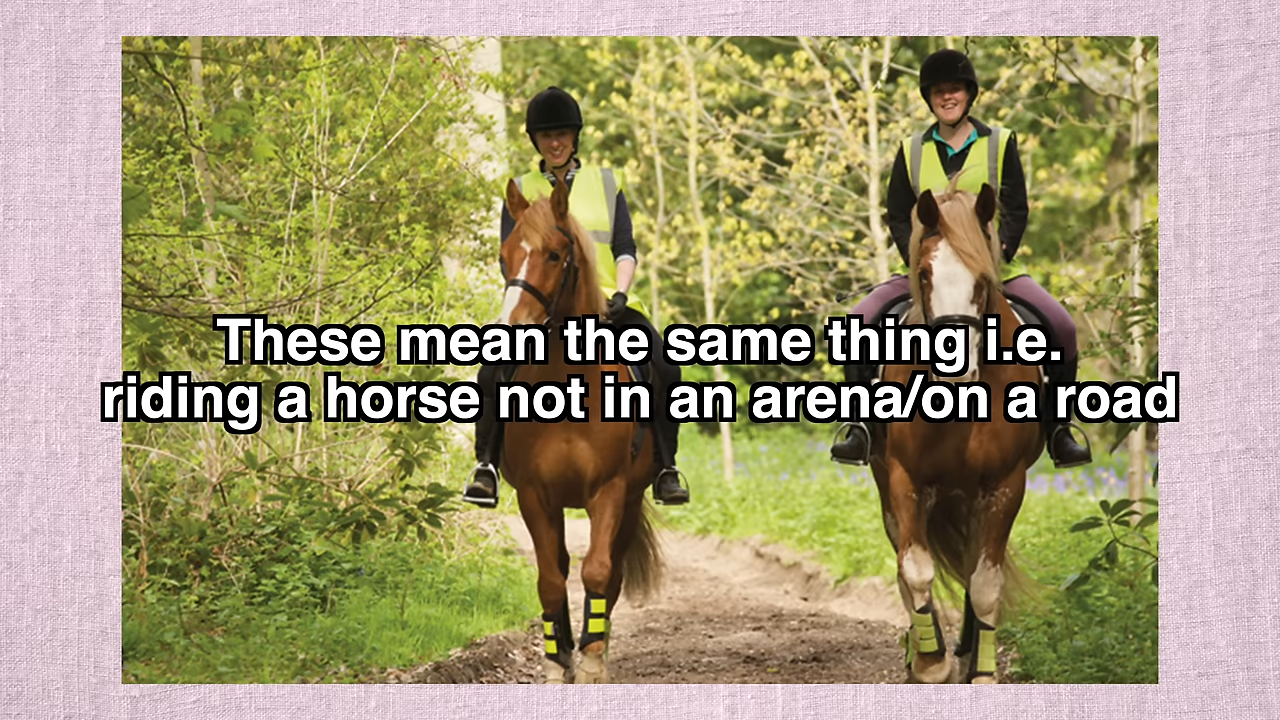 These mean the same thing i.e.
riding a horse not in an arena/on a road